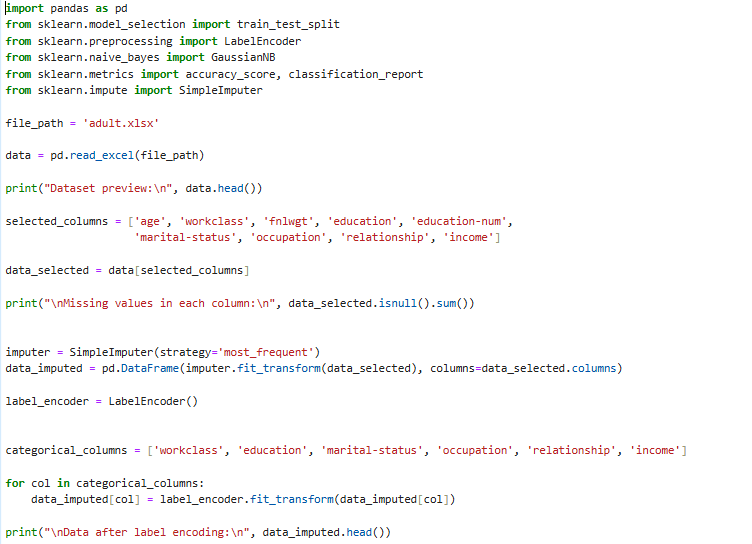 import pandas as pd
from sklearn.model_selection import train_test_split
from sklearn.preprocessing import LabelEncoder
from sklearn.naive_bayes import GaussianNB
from sklearn.metrics import accuracy_score, classification_report
from sklearn.impute import SimpleImputer

file_path = 'adult.xlsx'

data = pd.read_excel(file_path)

print("Dataset preview:\n", data.head())

selected_columns = ['age', 'workclass', 'fnlwgt', 'education', 'education-num',
                    'marital-status', 'occupation', 'relationship', 'income']

data_selected = data[selected_columns]

print("\nMissing values in each column:\n", data_selected.isnull().sum())


imputer = SimpleImputer(strategy='most_frequent')
data_imputed = pd.DataFrame(imputer.fit_transform(data_selected), columns=data_selected.columns)

label_encoder = LabelEncoder()


categorical_columns = ['workclass', 'education', 'marital-status', 'occupation', 'relationship', 'income']

for col in categorical_columns:
    data_imputed[col] = label_encoder.fit_transform(data_imputed[col])

print("\nData after label encoding:\n", data_imputed.head())